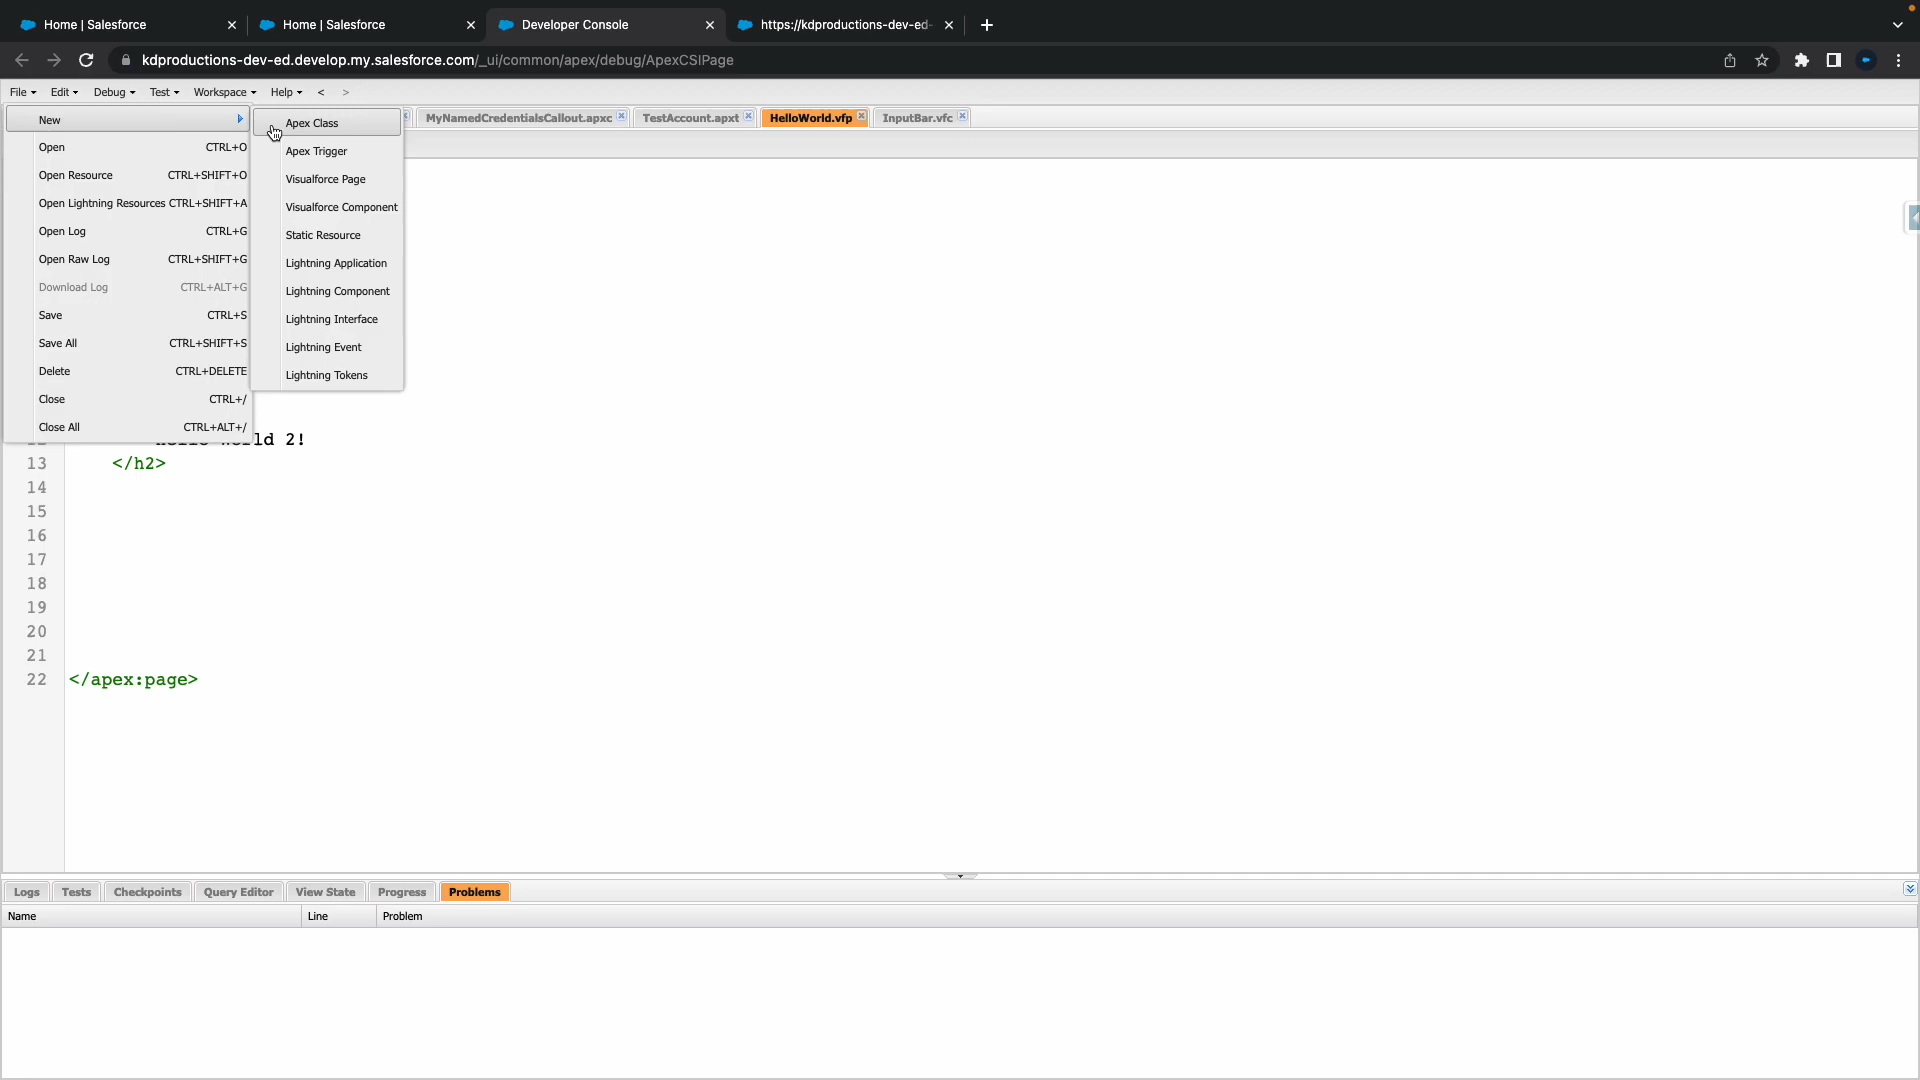 Home | Salesforce
Home | Salesforce
Developer Console
https://kdproductions-dev-ed-
kdproductions-dev-ed.develop.my.salesforce.com/_ui/common/apex/debug/ApexCSIPage
File Edit Debug Test Workspace Help < >
MyNamedCredentialsCallout.apxc TestAccount.apxt HelloWorld.vfp InputBar.vfc
New
Open CTRL+O
Open Resource CTRL+SHIFT+O
Open Lightning Resources CTRL+SHIFT+A
Open Log CTRL+G
Open Raw Log CTRL+SHIFT+G
Download Log CTRL+ALT+G
Save CTRL+S
Save All CTRL+SHIFT+S
Delete CTRL+DELETE
Close CTRL+/
Close All CTRL+ALT+/
Apex Class
Apex Trigger
Visualforce Page
Visualforce Component
Static Resource
Lightning Application
Lightning Component
Lightning Interface
Lightning Event
Lightning Tokens
2!
13 </h2>
14
15
16
17
18
19
20
21
22 </apex:page>
Logs Tests Checkpoints Query Editor View State Progress Problems
Name Line Problem